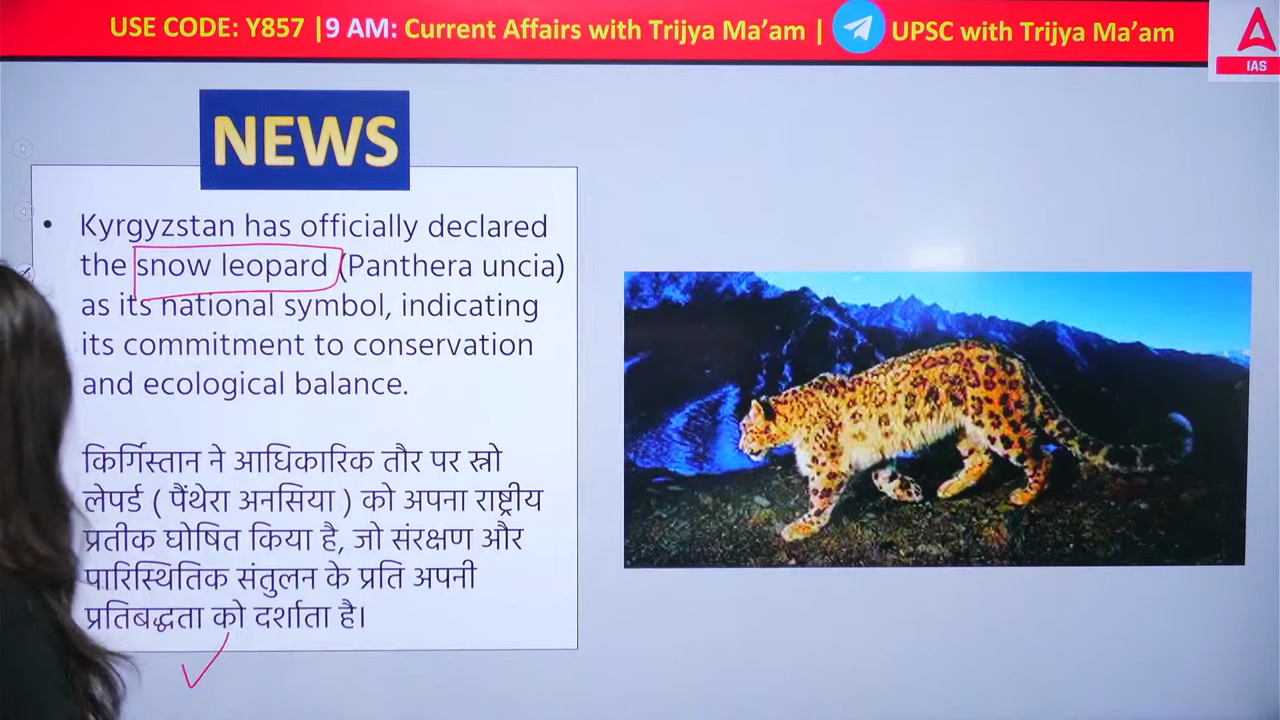 USE CODE: Y857 |9 AM: Current Affairs with Trijya Ma’am | UPSC with Trijya Ma’am
IAS
NEWS
• Kyrgyzstan has officially declared
the snow leopard (Panthera uncia)
as its national symbol, indicating
its commitment to conservation
and ecological balance.
किर्गिस्तान ने आधिकारिक तौर पर स्नो
लेपर्ड ( पैंथेरा अनसिया ) को अपना राष्ट्रीय
प्रतीक घोषित किया है, जो संरक्षण और
पारिस्थितिक संतुलन के प्रति अपनी
प्रतिबद्धता को दर्शाता है।